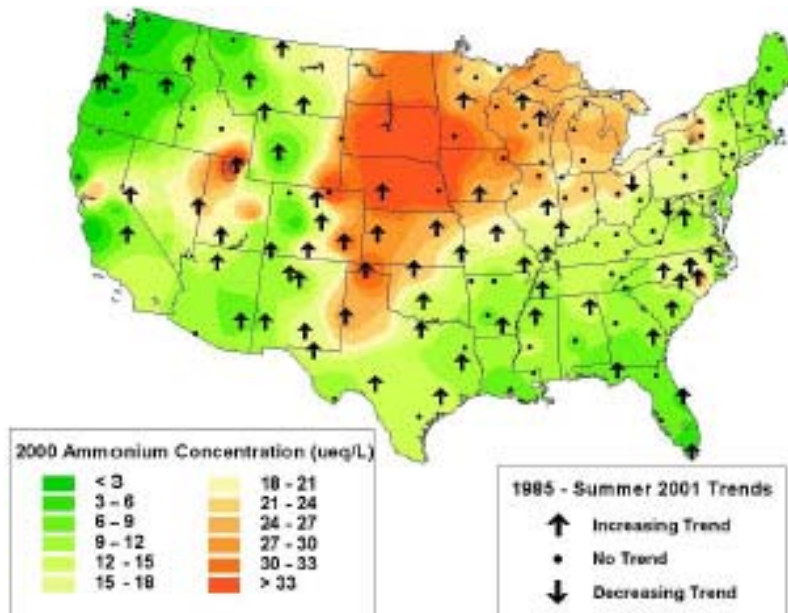 2000 Ammonium Concentration (ueq/L)
< 3
3 – 6
6 – 9
9 – 12
12 - 15
15 - 18
18 - 21
21 - 24
24 - 27
27 - 30
30 - 33
> 33
1985 - Summer 2001 Trends
Increasing Trend
No Trend
Decreasing Trend